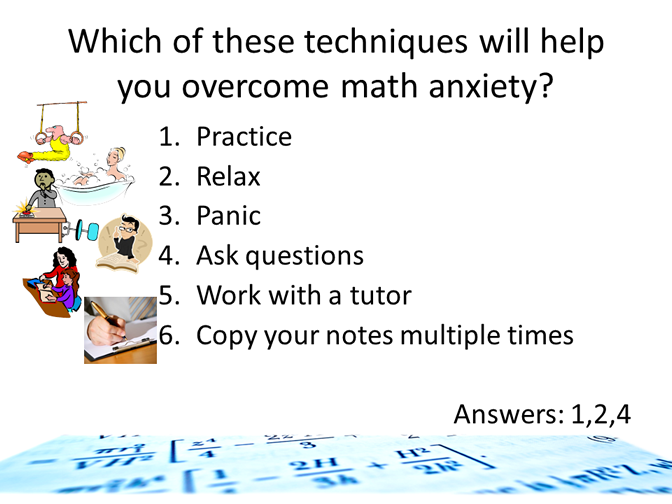 Which of these techniques will help
you overcome math anxiety?
1. Practice
2. Relax
3. Panic
4. Ask questions
5. Work with a tutor
6. Copy your notes multiple times
Answers: 1,2,4